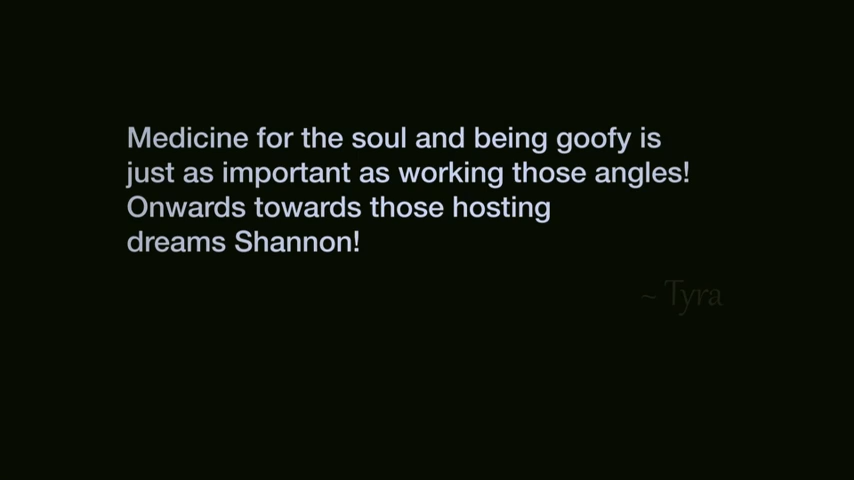 Medicine for the soul and being goofy is
just as important as working those angles!
Onwards towards those hosting
dreams Shannon!
~ Tyra